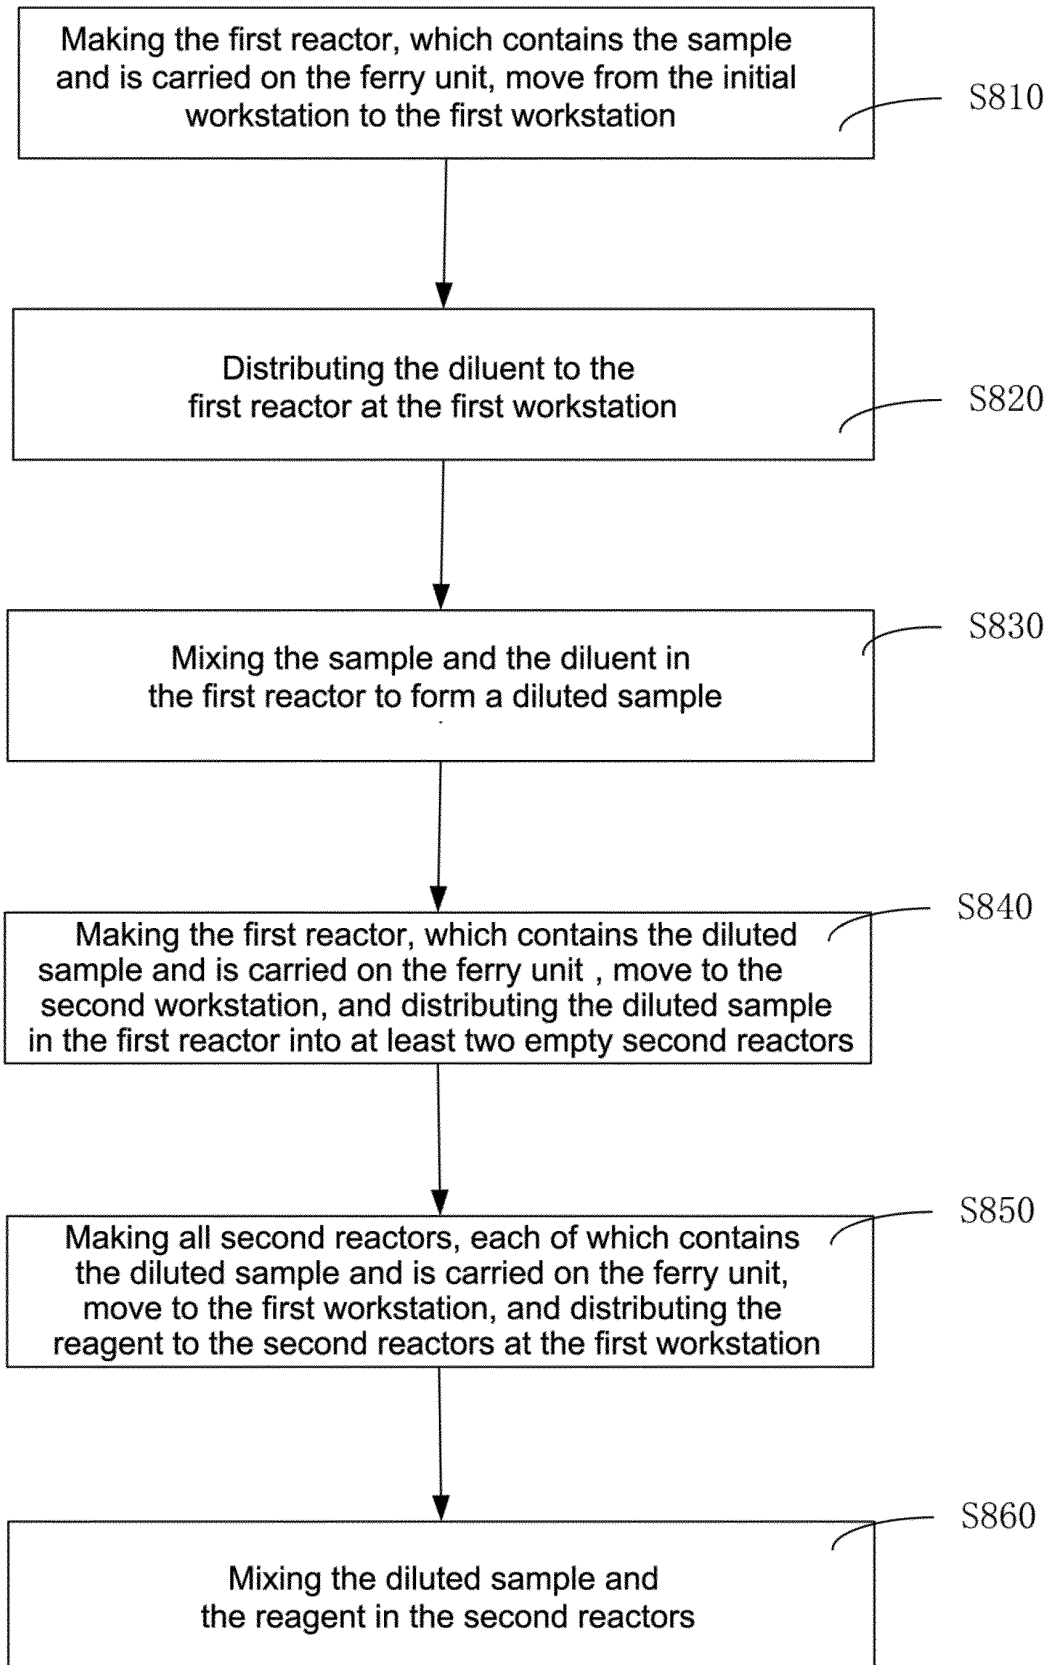 Making the first reactor, which contains the sample
and is carried on the ferry unit, move from the initial
workstation to the first workstation
S810
Distributing the diluent to the
first reactor at the first workstation
S820
Mixing the sample and the diluent in
the first reactor to form a diluted sample
S830
Making the first reactor, which contains the diluted
sample and is carried on the ferry unit , move to the
second workstation, and distributing the diluted sample
in the first reactor into at least two empty second reactors
S840
Making all second reactors, each of which contains
the diluted sample and is carried on the ferry unit,
move to the first workstation, and distributing the
reagent to the second reactors at the first workstation
S850
Mixing the diluted sample and
the reagent in the second reactors
S860